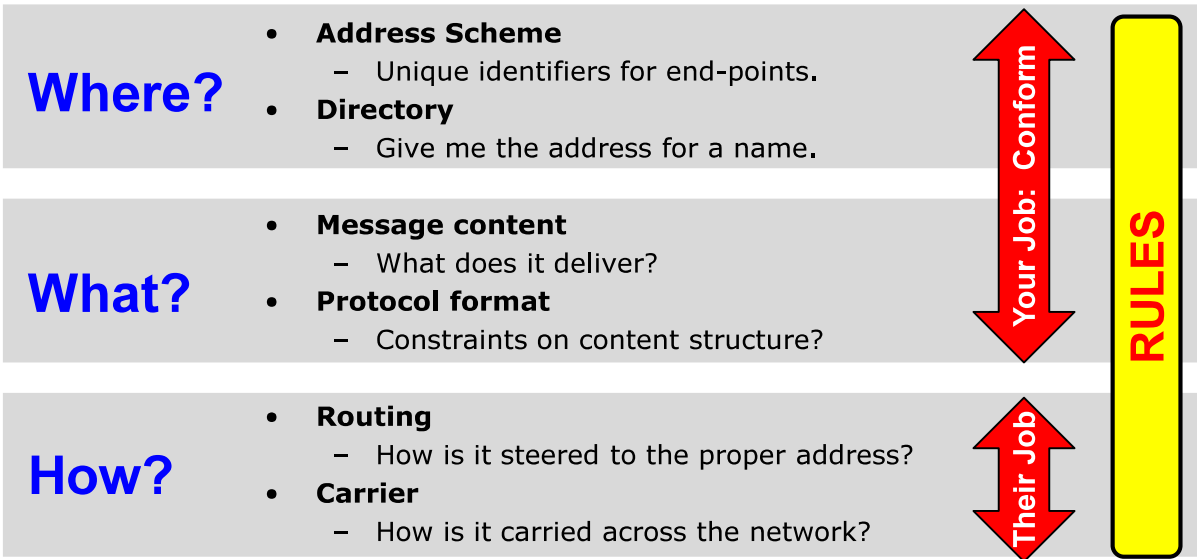 Where?
• Address Scheme
– Unique identifiers for end-points.
• Directory
– Give me the address for a name.
What?
• Message content
– What does it deliver?
• Protocol format
– Constraints on content structure?
How?
• Routing
– How is it steered to the proper address?
• Carrier
– How is it carried across the network?
Your Job: Conform
Their Job
RULES